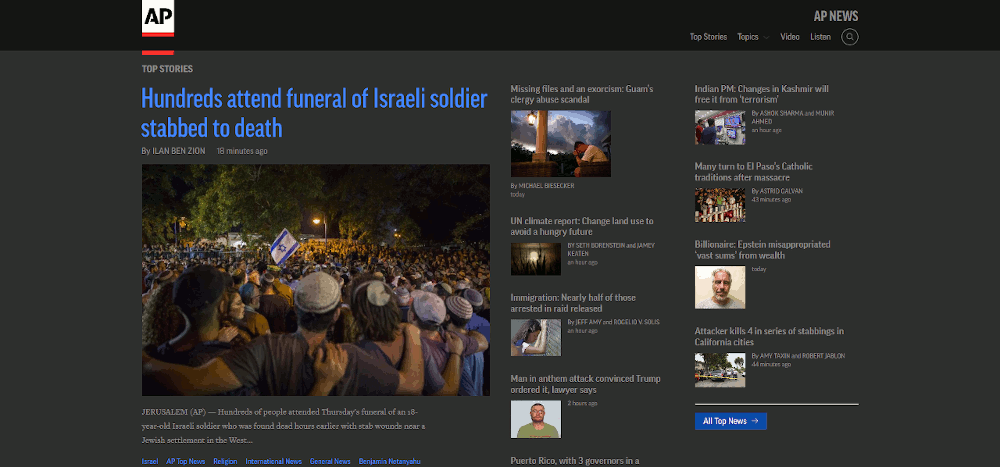 AP
AP NEWS
Top Stories
Topics
Video
Listen
TOP STORIES
Hundreds attend funeral of Israeli soldier
stabbed to death
By ILAN BEN ZION 18 minutes ago
JERUSALEM (AP) — Hundreds of people attended Thursday's funeral of an 18-
year-old Israeli soldier who was found dead hours earlier with stab wounds near a
Jewish settlement in the West...
Israel AP Top News Religion International News General News Benjamin Netanyahu
Missing files and an exorcism: Guam's
clergy abuse scandal
By MICHAEL BIESECKER
today
UN climate report: Change land use to
avoid a hungry future
By SETH BORENSTEIN and JAMEY
KEATEN
an hour ago
Immigration: Nearly half of those
arrested in raid released
By JEFF AMY and ROGELIO V. SOLIS
an hour ago
Man in anthem attack convinced Trump
ordered it, lawyer says
2 hours ago
Puerto Rico, with 3 governors in a
Indian PM: Changes in Kashmir will
free it from 'terrorism'
By ASHOK SHARMA and MUNIR
AHMED
an hour ago
Many turn to El Paso's Catholic
traditions after massacre
By ASTRID GALVAN
43 minutes ago
Billionaire: Epstein misappropriated
'vast sums' from wealth
today
Attacker kills 4 in series of stabbings in
California cities
By AMY TAXIN and ROBERT JABLON
44 minutes ago
All Top News →